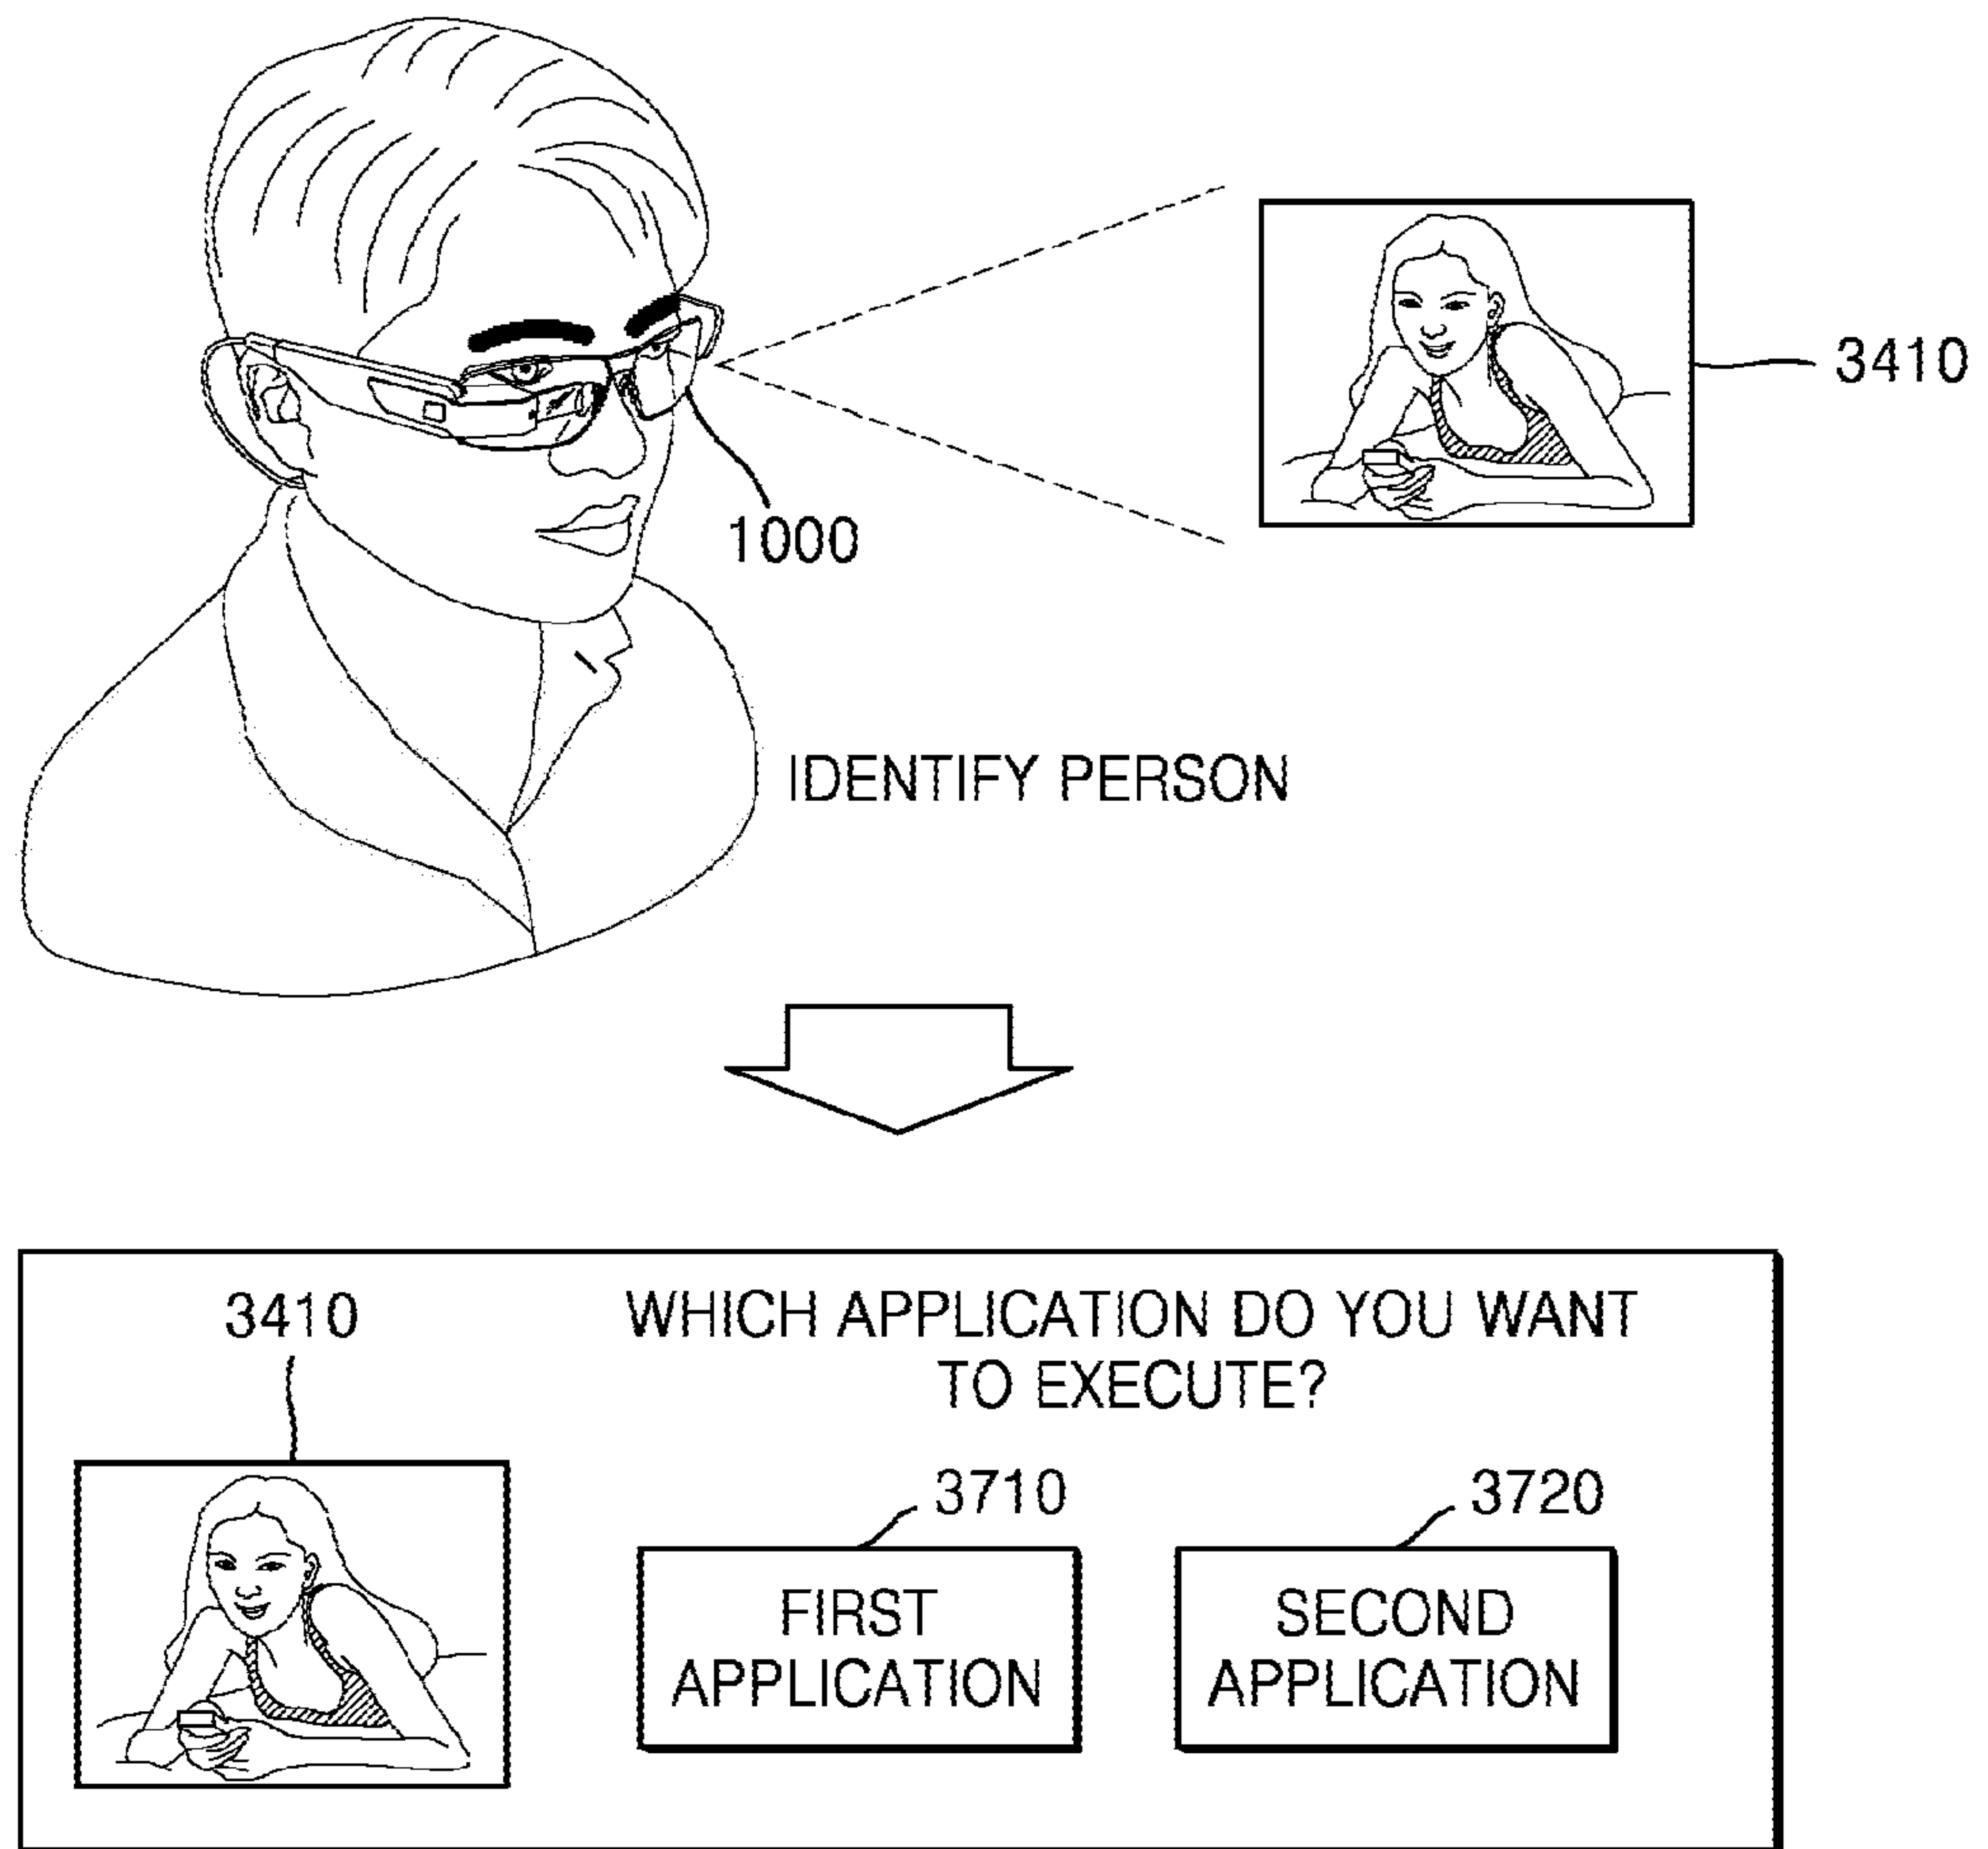 3410
1000
IDENTIFY PERSON
3410
WHICH APPLICATION DO YOU WANT
TO EXECUTE?
3710
3720
FIRST
APPLICATION
SECOND
APPLICATION